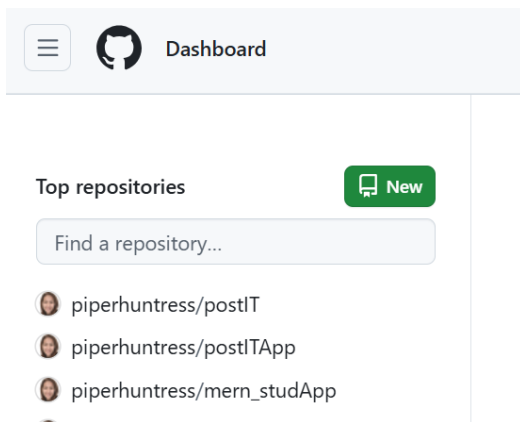 Dashboard
Top repositories
New
Find a repository...
piperhuntress/postIT
piperhuntress/postITApp
piperhuntress/mern_studApp